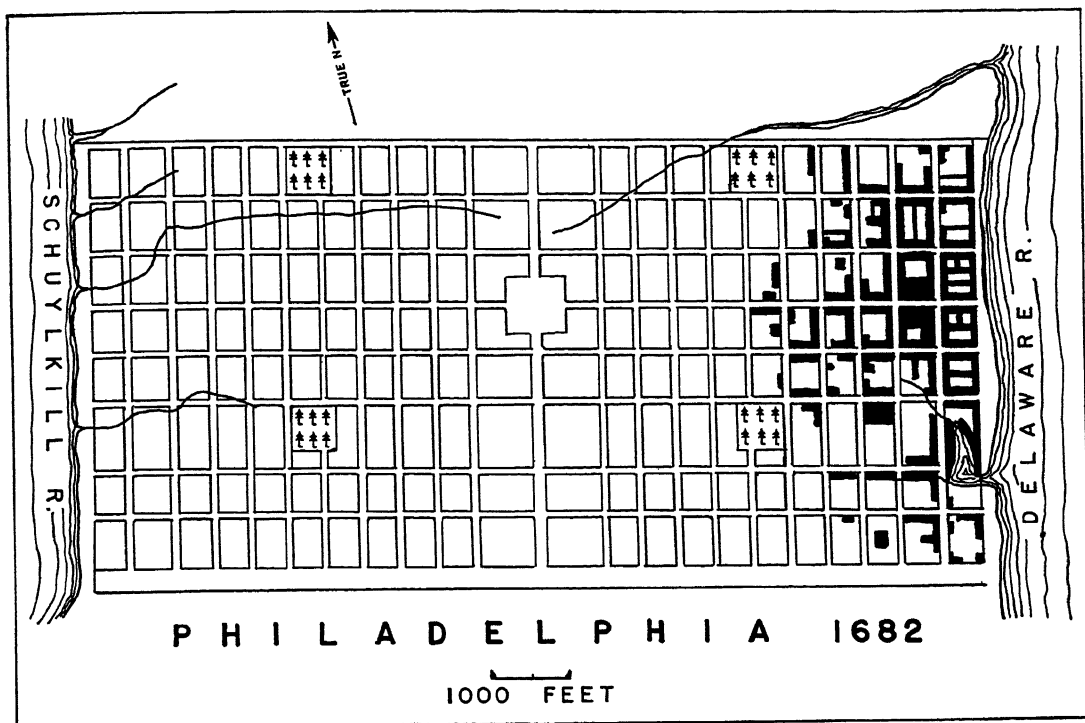 TRUE N
SCHUYLKILL R.
DELAWARE R.
PHILADELPHIA 1682
1000 FEET